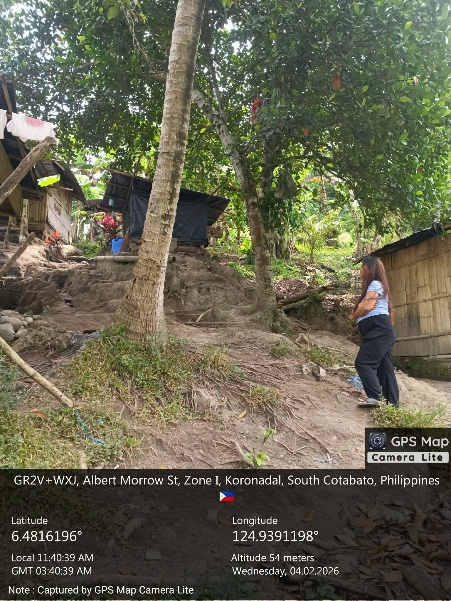 GPS Map
Camera Lite
GR2V+WXJ, Albert Morrow St, Zone I, Koronadal, South Cotabato, Philippines
Latitude
6.4816196°
Longitude
124.9391198°
Local 11:40:39 AM
GMT 03:40:39 AM
Altitude 54 meters
Wednesday, 04.02.2026
Note : Captured by GPS Map Camera Lite